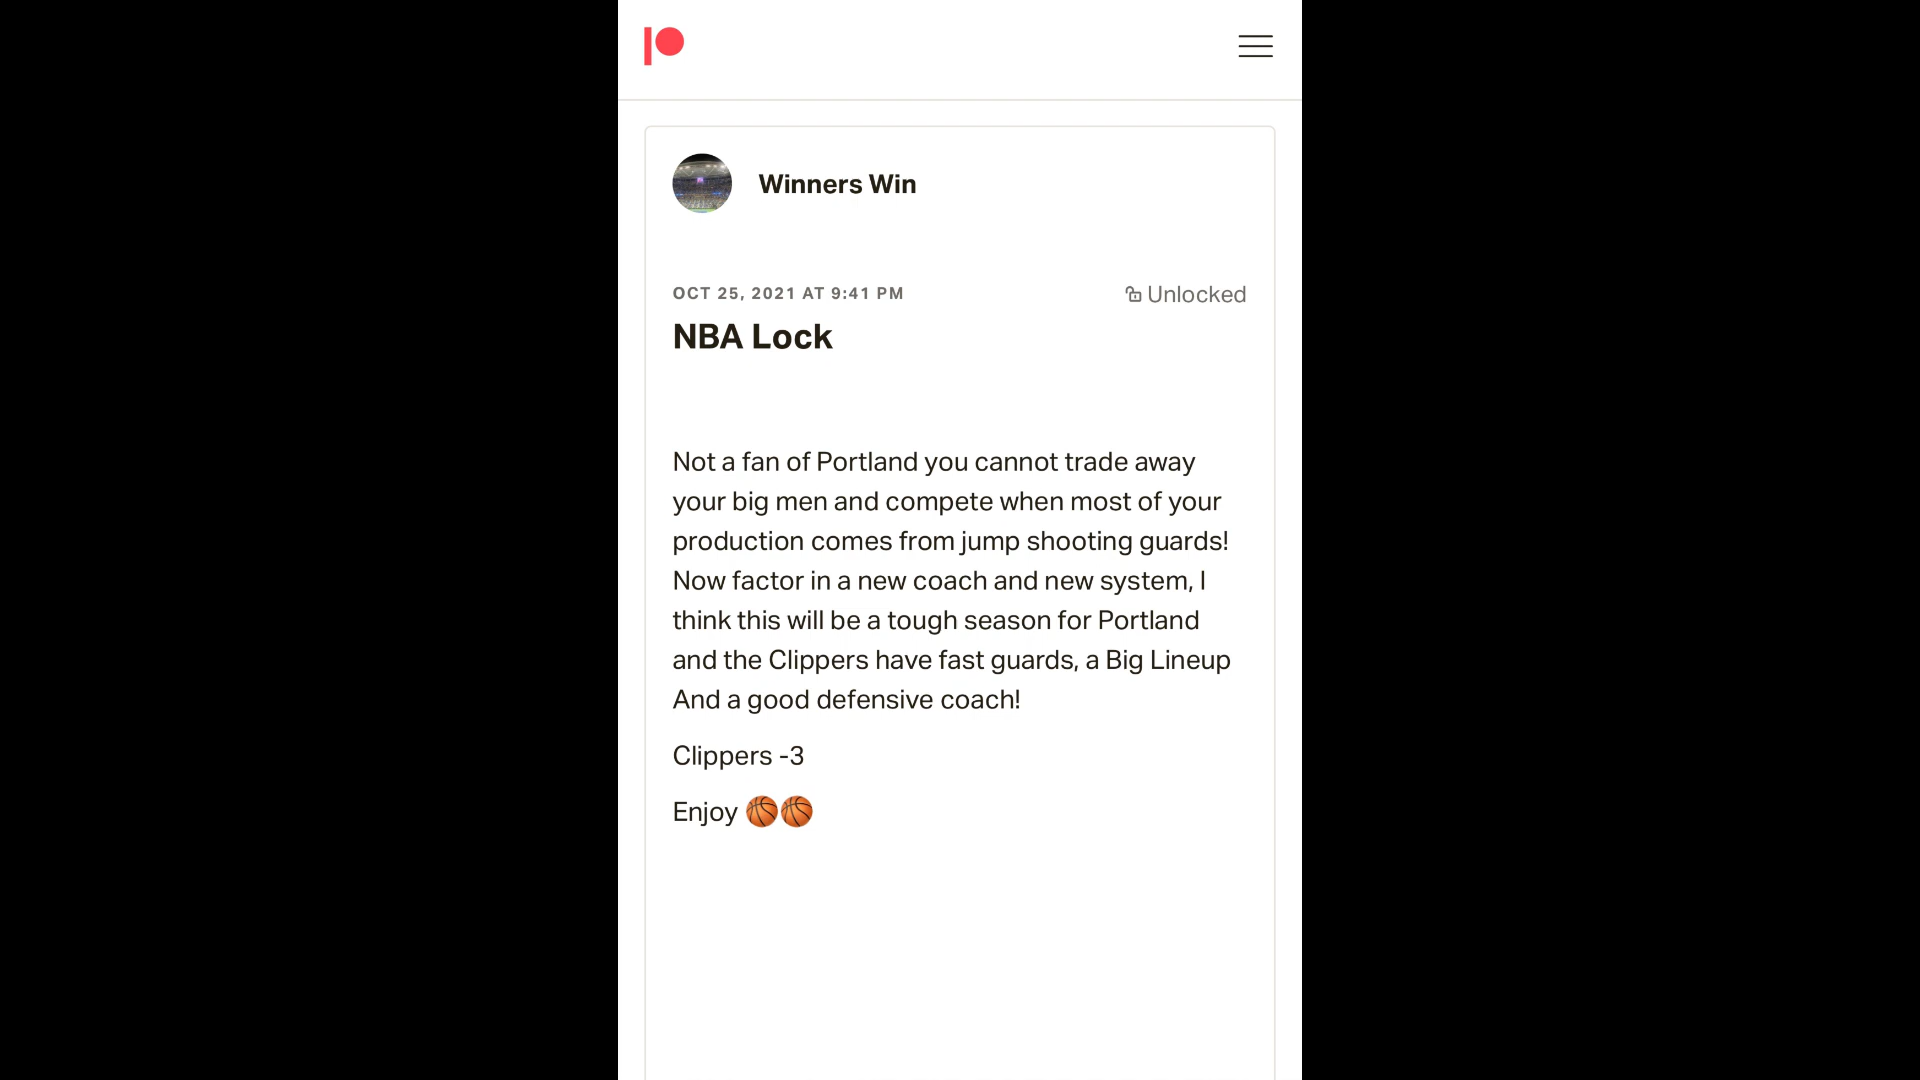 Winners Win
OCT 25, 2021 AT 9:41 PM
Unlocked
NBA Lock
Not a fan of Portland you cannot trade away
your big men and compete when most of your
production comes from jump shooting guards!
Now factor in a new coach and new system, I
think this will be a tough season for Portland
and the Clippers have fast guards, a Big Lineup
And a good defensive coach!
Clippers -3
Enjoy 🏀🏀